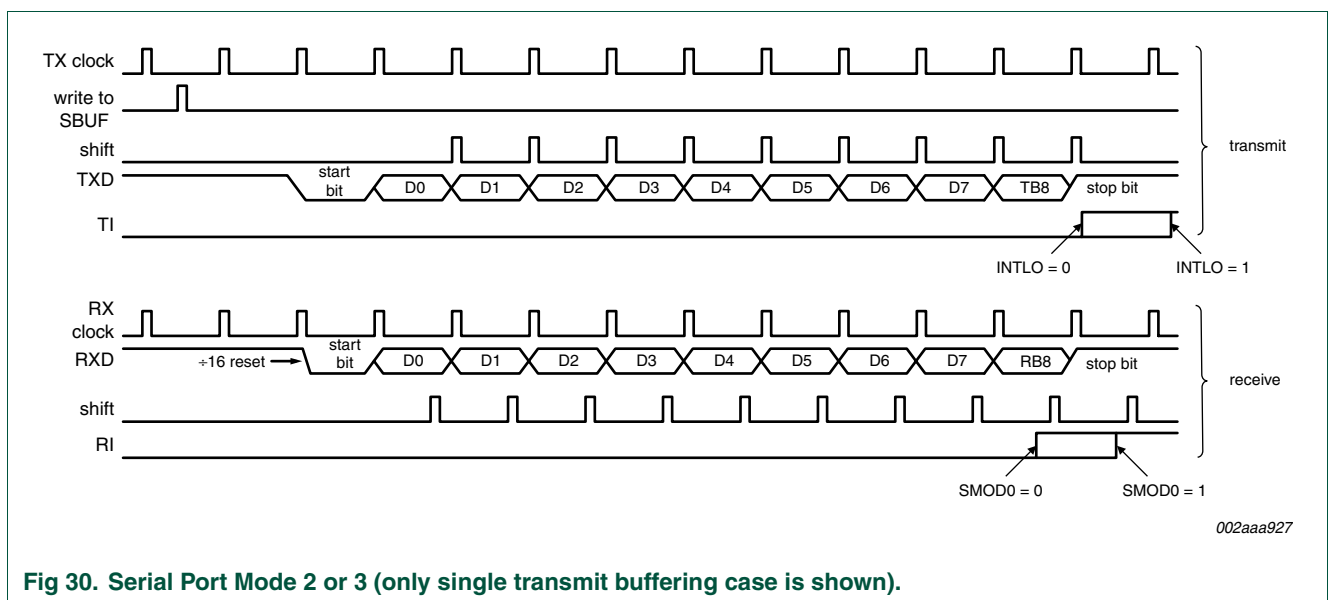 TX clock
write to
SBUF
shift
TXD
start
bit
D0 D1 D2 D3 D4 D5 D6 D7 TB8 stop bit
TI
transmit
INTLO = 0 INTLO = 1
RX
clock
RXD
÷16 reset
start
bit
D0 D1 D2 D3 D4 D5 D6 D7 RB8 stop bit
shift
RI
receive
SMOD0 = 0 SMOD0 = 1
002aaa927
Fig 30. Serial Port Mode 2 or 3 (only single transmit buffering case is shown).